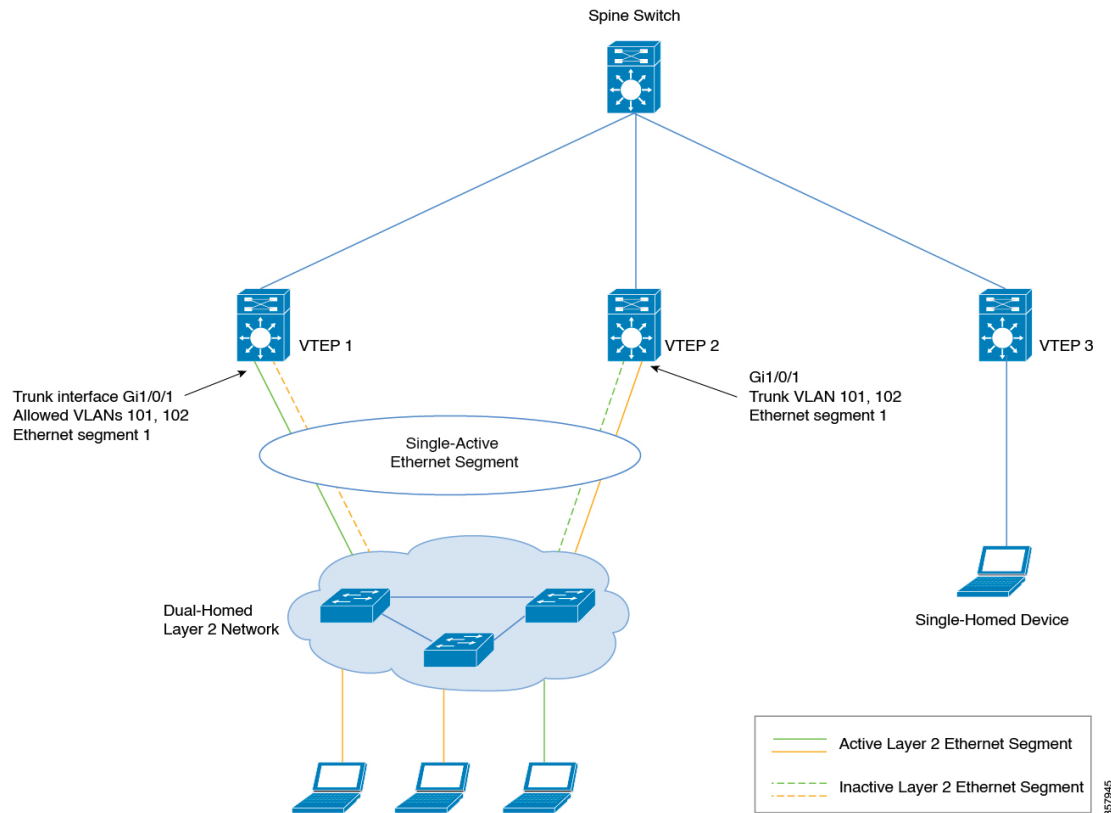 Spine Switch
VTEP 1
VTEP 2
VTEP 3
Trunk interface Gi1/0/1
Allowed VLANs 101, 102
Ethernet segment 1
Gi1/0/1
Trunk VLAN 101, 102
Ethernet segment 1
Single-Active
Ethernet Segment
Dual-Homed
Layer 2 Network
Single-Homed Device
Active Layer 2 Ethernet Segment
Inactive Layer 2 Ethernet Segment
357945